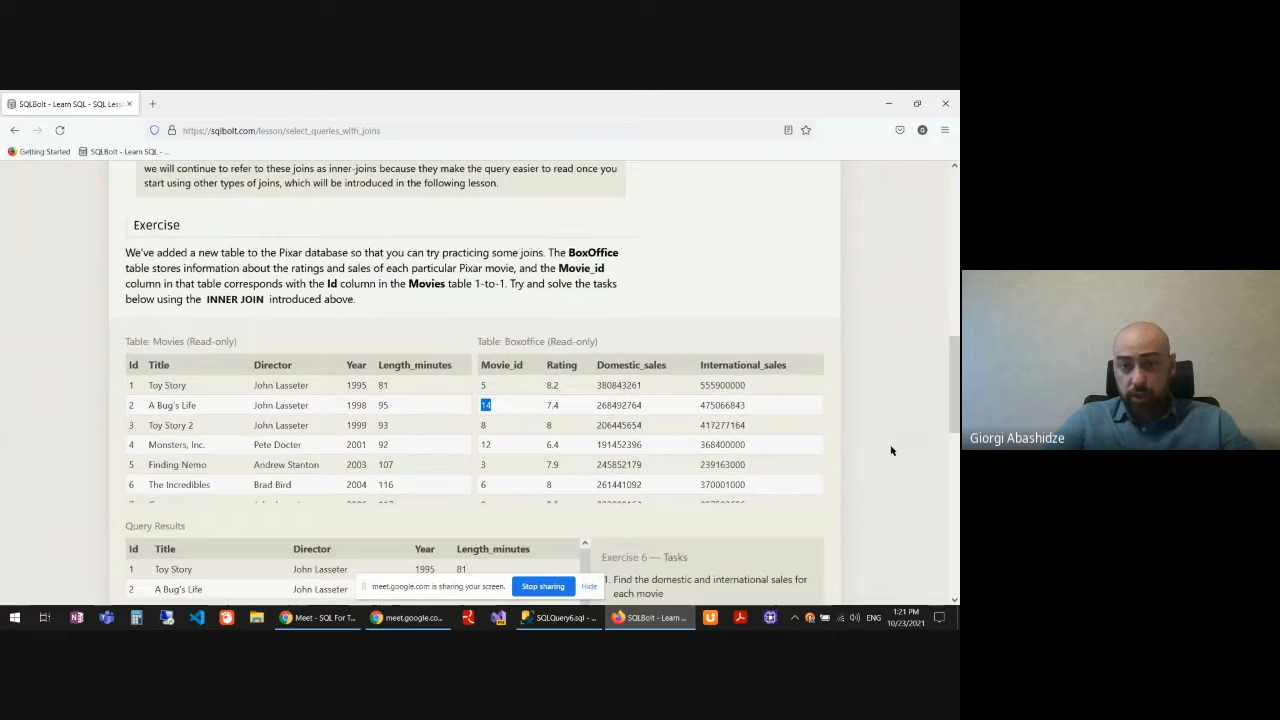 SQLBolt - Learn SQL - SQL Less
https://sqlbolt.com/lesson/select_queries_with_joins
Getting Started SQLBolt - Learn SQL - ...
we will continue to refer to these joins as inner-joins because they make the query easier to read once you
start using other types of joins, which will be introduced in the following lesson.
Exercise
We've added a new table to the Pixar database so that you can try practicing some joins. The BoxOffice
table stores information about the ratings and sales of each particular Pixar movie, and the Movie_id
column in that table corresponds with the Id column in the Movies table 1-to-1. Try and solve the tasks
below using the INNER JOIN introduced above.
Table: Movies (Read-only) Table: Boxoffice (Read-only)
Id Title Director Year Length_minutes Movie_id Rating Domestic_sales International_sales
1 Toy Story John Lasseter 1995 81 5 8.2 380843261 555900000
2 A Bug's Life John Lasseter 1998 95 14 7.4 268492764 475066843
3 Toy Story 2 John Lasseter 1999 93 8 8 206445654 417277164
4 Monsters, Inc. Pete Docter 2001 92 12 6.4 191452396 368400000
5 Finding Nemo Andrew Stanton 2003 107 3 7.9 245852179 239163000
6 The Incredibles Brad Bird 2004 116 6 8 261441092 370001000
Query Results
Id Title Director Year Length_minutes
1 Toy Story John Lasseter 1995 81
2 A Bug's Life John Lasseter
Exercise 6 — Tasks
1. Find the domestic and international sales for
each movie
meet.google.com is sharing your screen. Stop sharing Hide
Meet - SQL For T... meet.google.co... SQLQuery6.sql - ... SQLBolt - Learn ...
ENG
1:21 PM
10/23/2021
Giorgi Abashidze